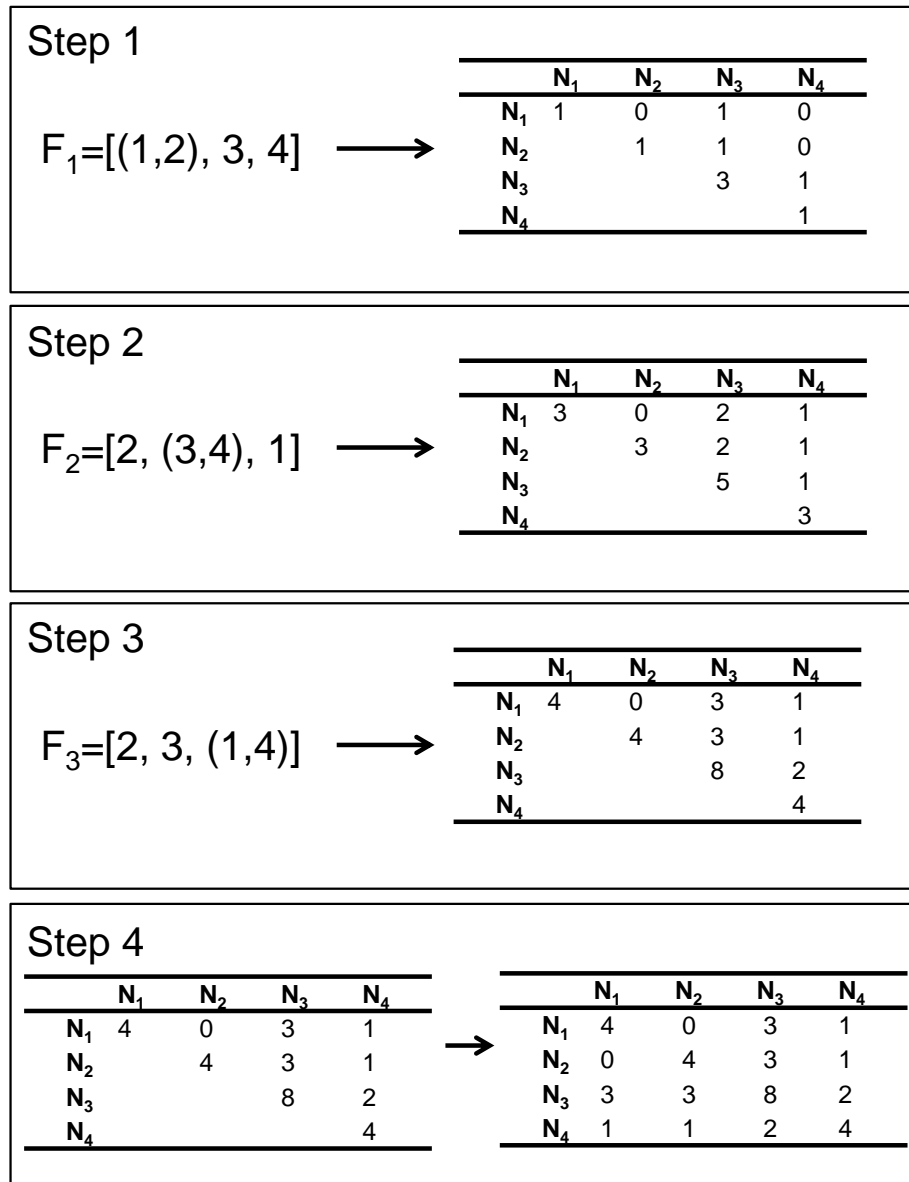 Step 1
F₁=[(1,2), 3, 4]
N₁ N₂ N₃ N₄
N₁ 1 0 1 0
N₂ 1 1 0
N₃ 3 1
N₄ 1
Step 2
F₂=[2, (3,4), 1]
N₁ N₂ N₃ N₄
N₁ 3 0 2 1
N₂ 3 2 1
N₃ 5 1
N₄ 3
Step 3
F₃=[2, 3, (1,4)]
N₁ N₂ N₃ N₄
N₁ 4 0 3 1
N₂ 4 3 1
N₃ 8 2
N₄ 4
Step 4
N₁ N₂ N₃ N₄
N₁ 4 0 3 1
N₂ 4 3 1
N₃ 8 2
N₄ 4
N₁ N₂ N₃ N₄
N₁ 4 0 3 1
N₂ 0 4 3 1
N₃ 3 3 8 2
N₄ 1 1 2 4